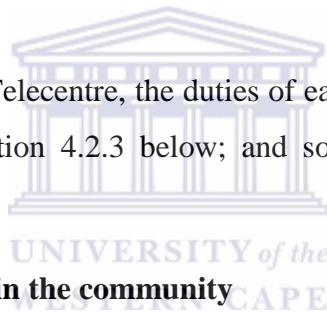 elecentre, the duties of ea
tion 4.2.3 below; and so
UNIVERSITY of the
in the community
WESTERN CAPE